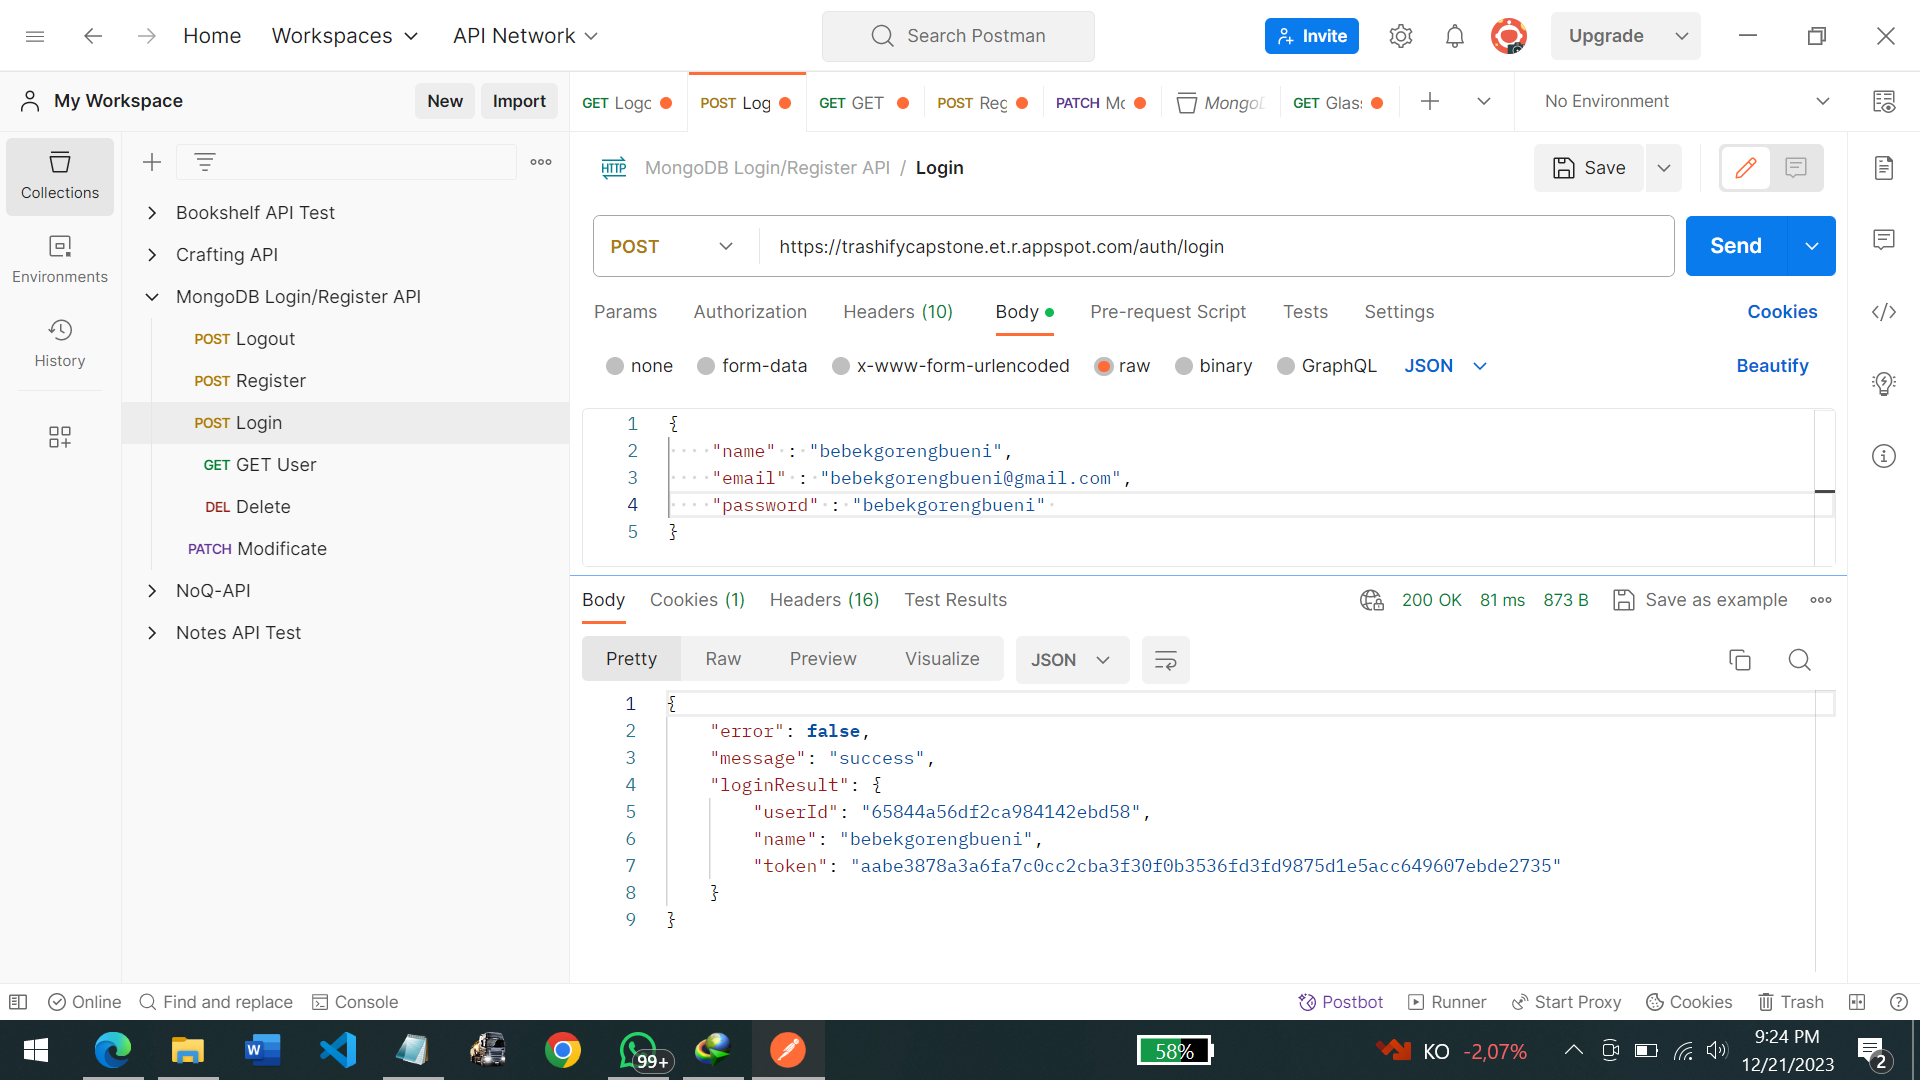 Home
Workspaces
API Network
Search Postman
Invite
Upgrade
My Workspace
New
Import
GET Logo
POST Log
GET GET
POST Reg
PATCH Mo
MongoD
GET Glass
No Environment
Collections
Environments
History
Bookshelf API Test
Crafting API
MongoDB Login/Register API
POST Logout
POST Register
POST Login
GET GET User
DEL Delete
PATCH Modificate
NoQ-API
Notes API Test
HTTP MongoDB Login/Register API / Login
Save
POST https://trashifycapstone.et.r.appspot.com/auth/login
Send
Params Authorization Headers (10) Body Pre-request Script Tests Settings Cookies
none form-data x-www-form-urlencoded raw binary GraphQL JSON Beautify
1 {
2 "name" : "bebekgorengbueni",
3 "email" : "bebekgorengbueni@gmail.com",
4 "password" : "bebekgorengbueni"
5 }
Body Cookies (1) Headers (16) Test Results 200 OK 81 ms 873 B Save as example
Pretty Raw Preview Visualize JSON
1 {
2 "error": false,
3 "message": "success",
4 "loginResult": {
5 "userId": "65844a56df2ca984142ebd58",
6 "name": "bebekgorengbueni",
7 "token": "aabe3878a3a6fa7c0cc2cba3f30f0b3536fd3fd9875d1e5acc649607ebde2735"
8 }
9 }
Online Find and replace Console Postbot Runner Start Proxy Cookies Trash
99+
58%
KO -2,07%
9:24 PM
12/21/2023
2